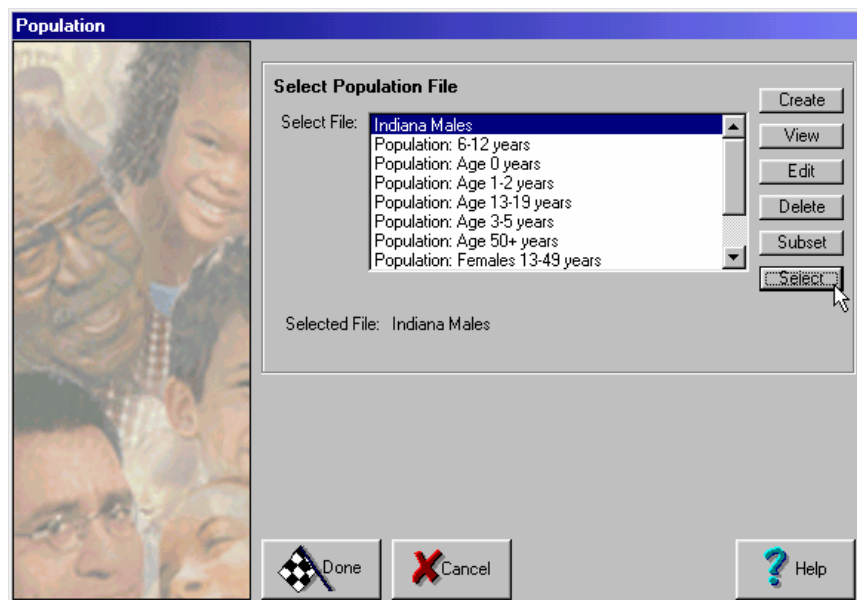 Population
Select Population File
Select File:
Indiana Males
Population: 6-12 years
Population: Age 0 years
Population: Age 1-2 years
Population: Age 13-19 years
Population: Age 3-5 years
Population: Age 50+ years
Population: Females 13-49 years
Create
View
Edit
Delete
Subset
Select
Selected File: Indiana Males
Done
Cancel
? Help